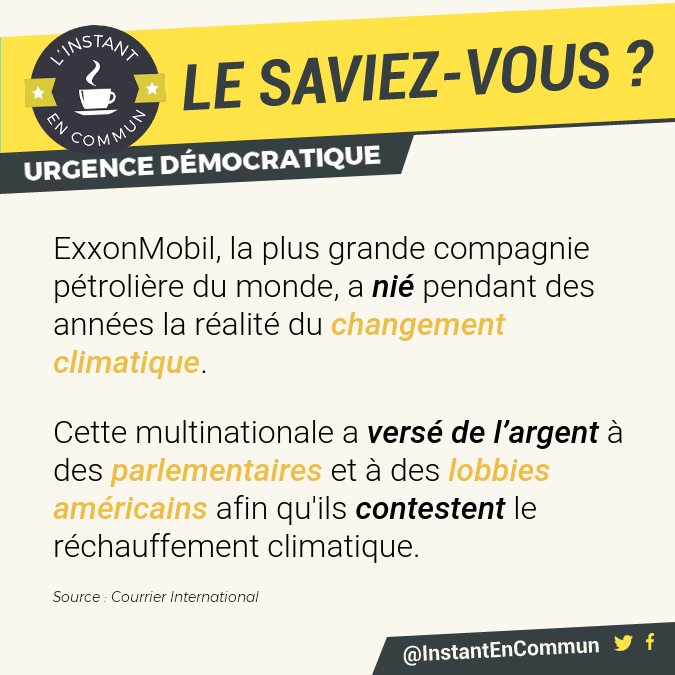 L'INSTANT
EN COMMUN
LE SAVIEZ-VOUS ?
URGENCE DÉMOCRATIQUE
ExxonMobil, la plus grande compagnie
pétrolière du monde, a nié pendant des
années la réalité du changement
climatique.
Cette multinationale a versé de l’argent à
des parlementaires et à des lobbies
américains afin qu'ils contestent le
réchauffement climatique.
Source : Courrier International
@InstantEnCommun